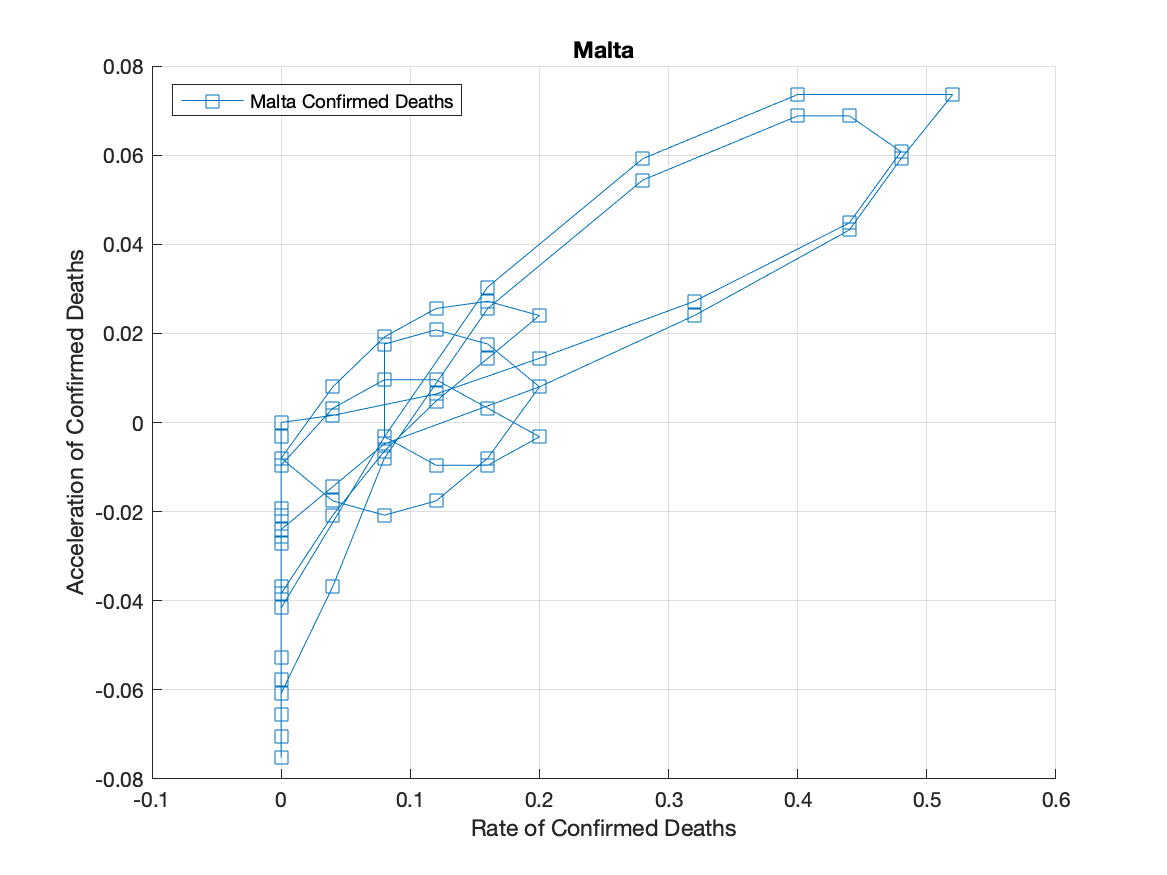 Malta
Malta Confirmed Deaths
Acceleration of Confirmed Deaths
0.08
0.06
0.04
0.02
0
-0.02
-0.04
-0.06
-0.08
-0.1 0 0.1 0.2 0.3 0.4 0.5 0.6
Rate of Confirmed Deaths